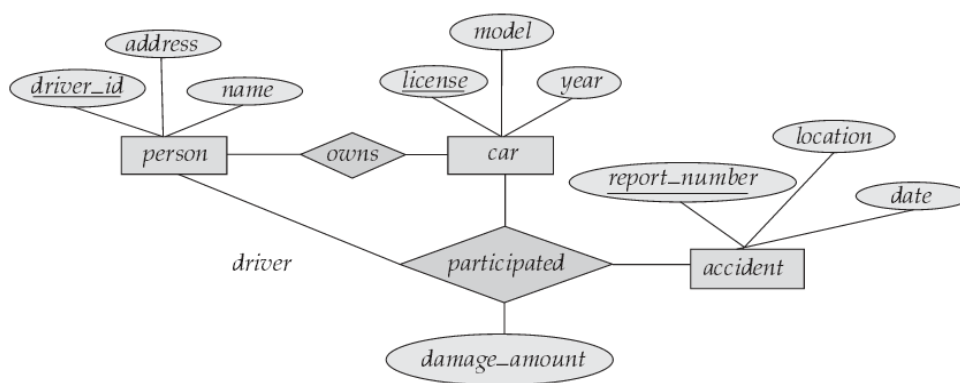 model
address
driver_id
name
license
year
person
owns
car
location
report_number
date
driver
participated
accident
damage_amount